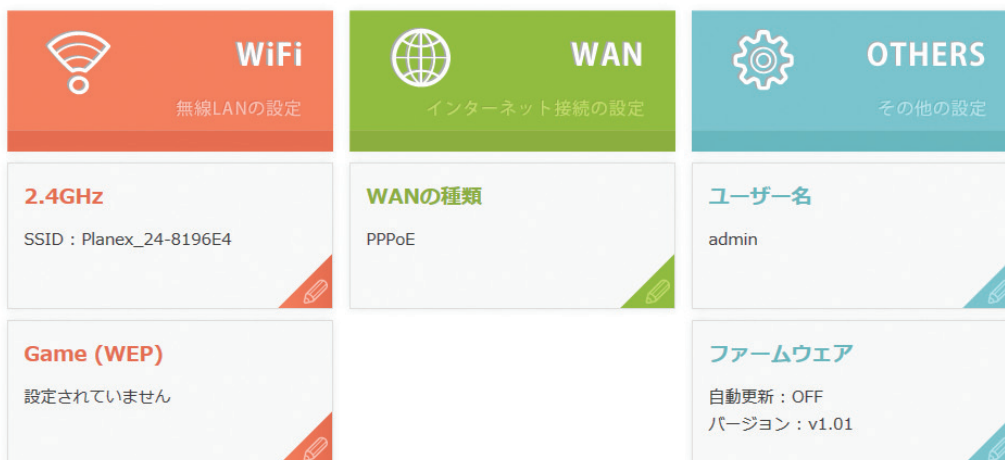 WiFi
無線LANの設定
WAN
インターネット接続の設定
OTHERS
その他の設定
2.4GHz
SSID：Planex_24-8196E4
WANの種類
PPPoE
ユーザー名
admin
Game (WEP)
設定されていません
ファームウェア
自動更新：OFF
バージョン：v1.01